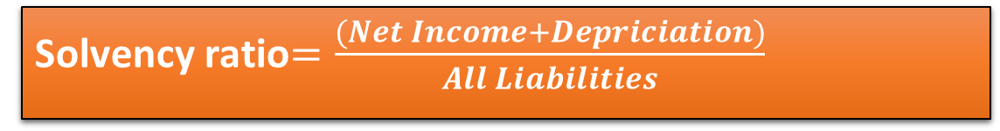 Solvency ratio= (Net Income+Depriciation)
All Liabilities